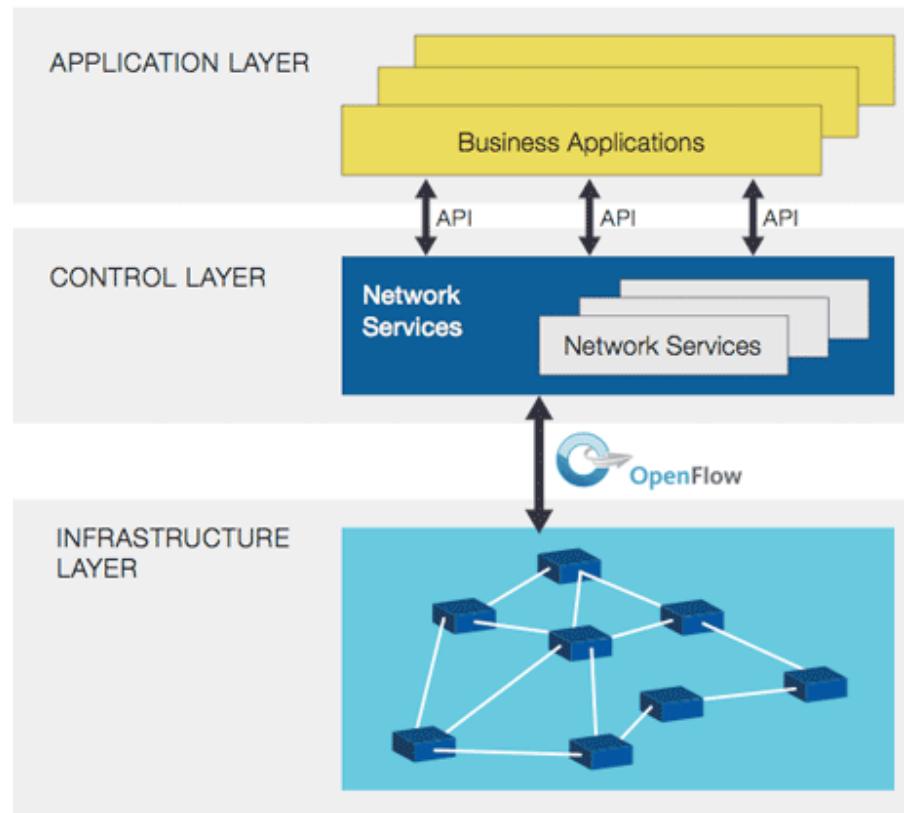 APPLICATION LAYER
Business Applications
API
API
API
CONTROL LAYER
Network
Services
Network Services
OpenFlow
INFRASTRUCTURE
LAYER